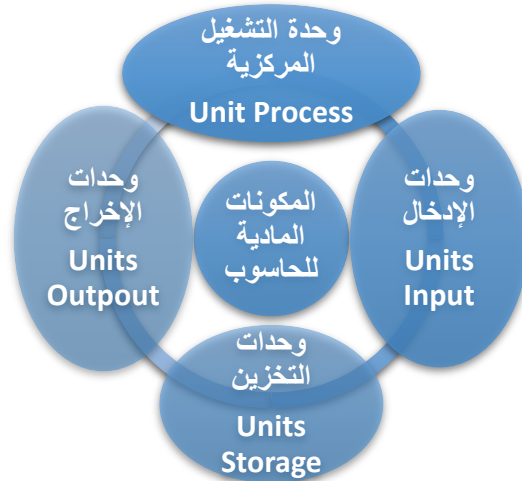 وحدة التشغيل
المركزية
Unit Process
وحدات
الإدخال
Units
Input
المكونات
المادية
للحاسوب
وحدات
الإخراج
Units
Outpout
وحدات
التخزين
Units
Storage